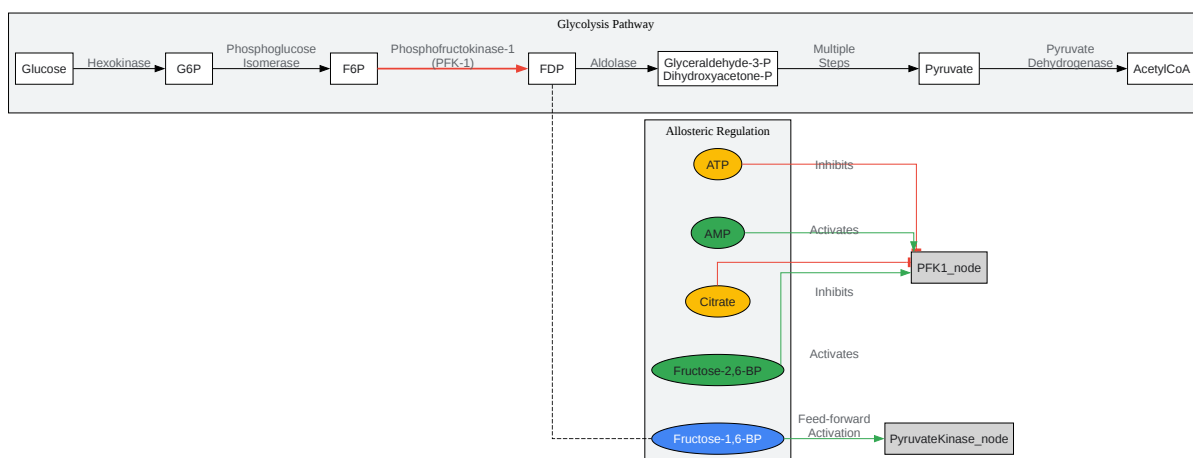 Glycolysis Pathway
Glucose
Hexokinase
G6P
Phosphoglucose
Isomerase
F6P
Phosphofructokinase-1
(PFK-1)
FDP
Aldolase
Glyceraldehyde-3-P
Dihydroxyacetone-P
Multiple
Steps
Pyruvate
Pyruvate
Dehydrogenase
AcetylCoA
Allosteric Regulation
ATP
Inhibits
AMP
Activates
PFK1_node
Citrate
Inhibits
Activates
Fructose-2,6-BP
Fructose-1,6-BP
Feed-forward
Activation
PyruvateKinase_node